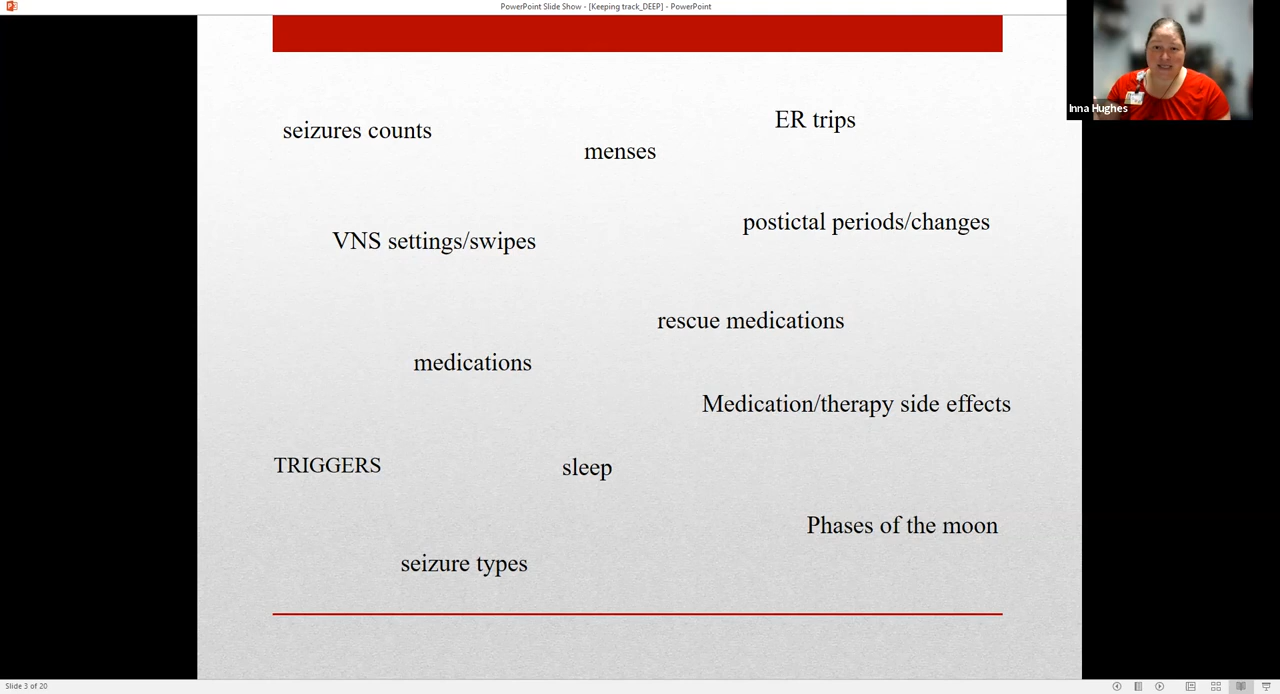 PowerPoint Slide Show - [Keeping track_DEEP] - PowerPoint
Inna Hughes
seizures counts
ER trips
menses
postictal periods/changes
VNS settings/swipes
rescue medications
medications
Medication/therapy side effects
TRIGGERS
sleep
Phases of the moon
seizure types
Slide 3 of 20